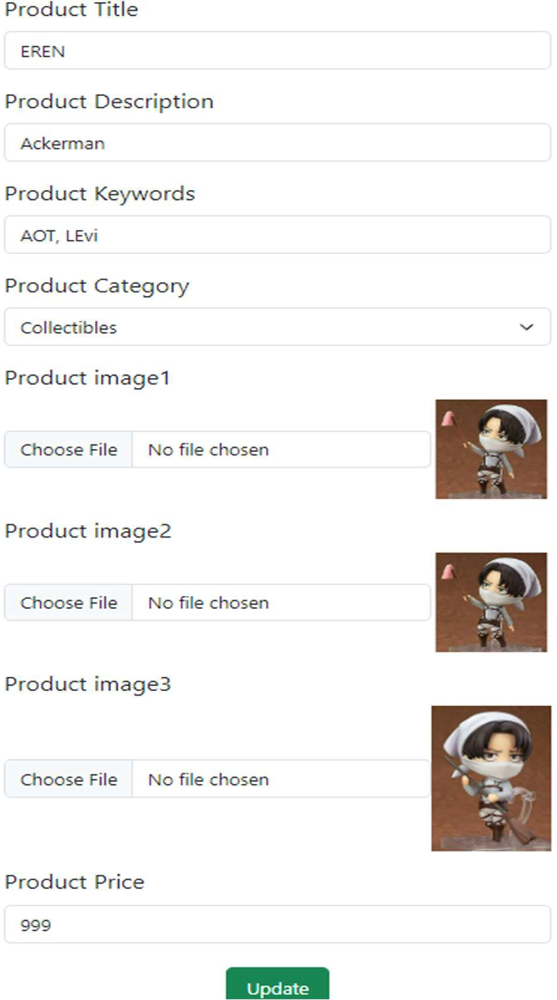 Product Title
EREN
Product Description
Ackerman
Product Keywords
AOT, LEvi
Product Category
Collectibles
Product image1
Choose File No file chosen
Product image2
Choose File No file chosen
Product image3
Choose File No file chosen
Product Price
999
Update